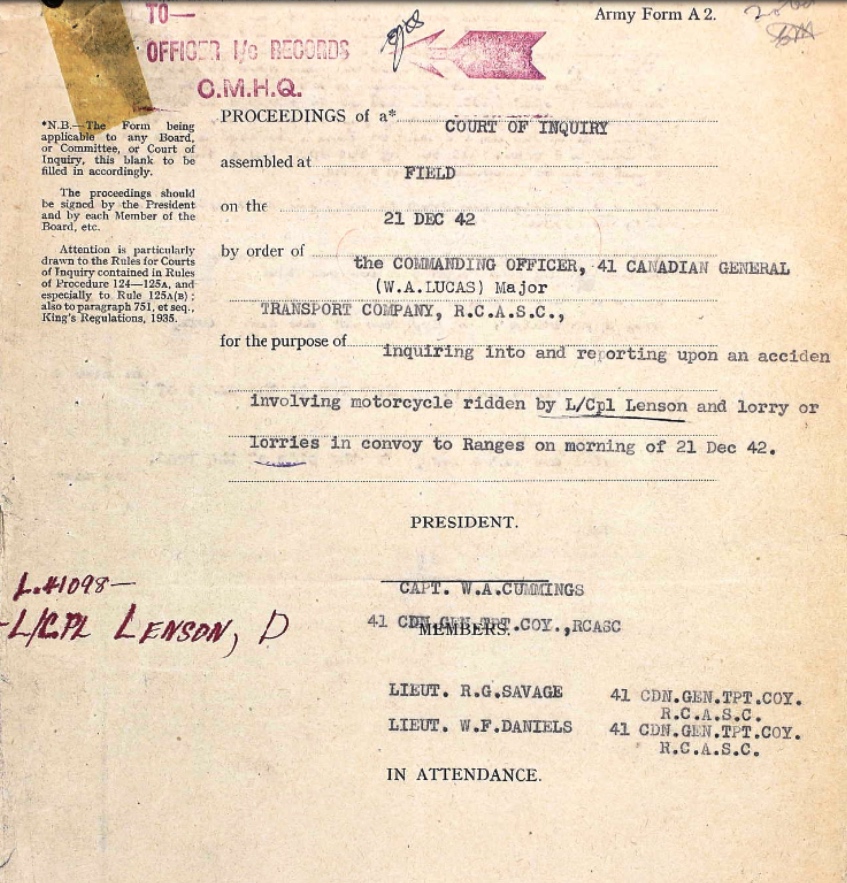 TO—
OFFICER I/c RECORDS
C.M.H.Q.
Army Form A 2.
*N.B.—The Form being
applicable to any Board,
or Committee, or Court of
Inquiry, this blank to be
filled in accordingly.
The proceedings should
be signed by the President
and by each Member of the
Board, etc.
Attention is particularly
drawn to the Rules for Courts
of Inquiry contained in Rules
of Procedure 124—125A, and
especially to Rule 125A(B);
also to paragraph 751, et seq.,
King's Regulations, 1935.
PROCEEDINGS of a*
COURT OF INQUIRY
assembled at
FIELD
on the
21 DEC 42
by order of
the COMMANDING OFFICER, 41 CANADIAN GENERAL
(W.A.LUCAS) Major
TRANSPORT COMPANY, R.C.A.S.C.,
for the purpose of
inquiring into and reporting upon an acciden
involving motorcycle ridden by L/Cpl Lenson and lorry or
lorries in convoy to Ranges on morning of 21 Dec 42.
PRESIDENT.
CAPT. W.A.CUMMINGS
41 CDN.GEN.TPT.COY.,RCASC
MEMBERS.
L.41098—
L/CPL LENSON, D
LIEUT. R.G.SAVAGE 41 CDN.GEN.TPT.COY.
R.C.A.S.C.
LIEUT. W.F.DANIELS 41 CDN.GEN.TPT.COY.
R.C.A.S.C.
IN ATTENDANCE.